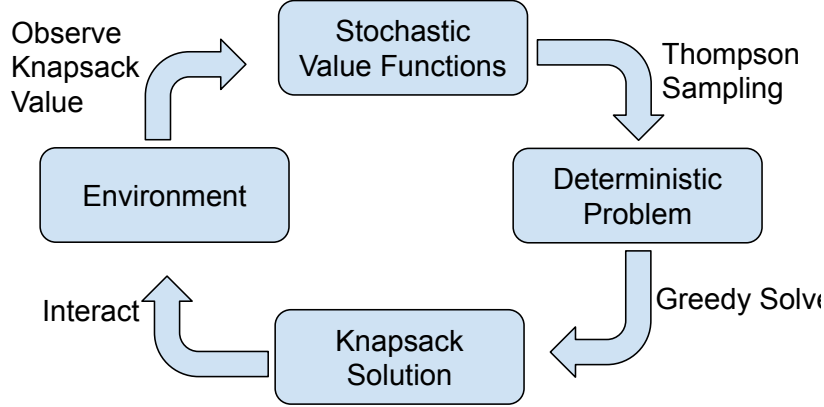 Observe
Knapsack
Value
Stochastic
Value Functions
Thompson
Sampling
Environment
Deterministic
Problem
Interact
Knapsack
Solution
Greedy Solve